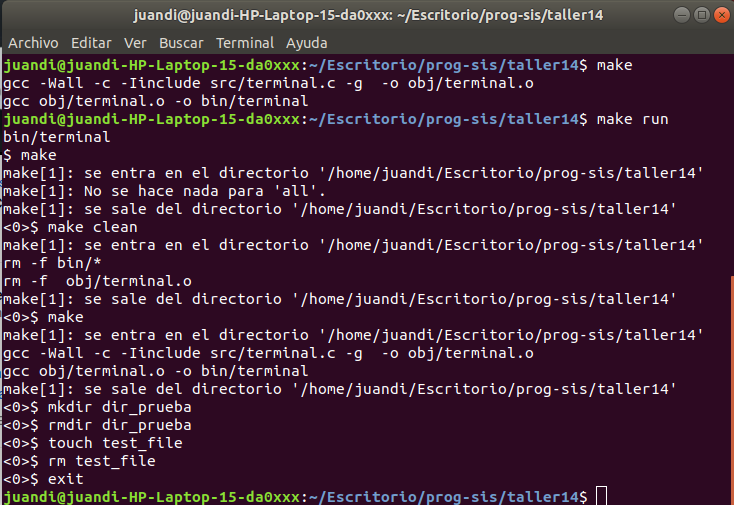 juandi@juandi-HP-Laptop-15-da0xxx: ~/Escritorio/prog-sis/taller14
Archivo Editar Ver Buscar Terminal Ayuda
juandi@juandi-HP-Laptop-15-da0xxx:~/Escritorio/prog-sis/taller14$ make
gcc -Wall -c -Iinclude src/terminal.c -g  -o obj/terminal.o
gcc obj/terminal.o -o bin/terminal
juandi@juandi-HP-Laptop-15-da0xxx:~/Escritorio/prog-sis/taller14$ make run
bin/terminal
$ make
make[1]: se entra en el directorio '/home/juandi/Escritorio/prog-sis/taller14'
make[1]: No se hace nada para 'all'.
make[1]: se sale del directorio '/home/juandi/Escritorio/prog-sis/taller14'
<0>$ make clean
make[1]: se entra en el directorio '/home/juandi/Escritorio/prog-sis/taller14'
rm -f bin/*
rm -f  obj/terminal.o
make[1]: se sale del directorio '/home/juandi/Escritorio/prog-sis/taller14'
<0>$ make
make[1]: se entra en el directorio '/home/juandi/Escritorio/prog-sis/taller14'
gcc -Wall -c -Iinclude src/terminal.c -g  -o obj/terminal.o
gcc obj/terminal.o -o bin/terminal
make[1]: se sale del directorio '/home/juandi/Escritorio/prog-sis/taller14'
<0>$ mkdir dir_prueba
<0>$ rmdir dir_prueba
<0>$ touch test_file
<0>$ rm test_file
<0>$ exit
juandi@juandi-HP-Laptop-15-da0xxx:~/Escritorio/prog-sis/taller14$